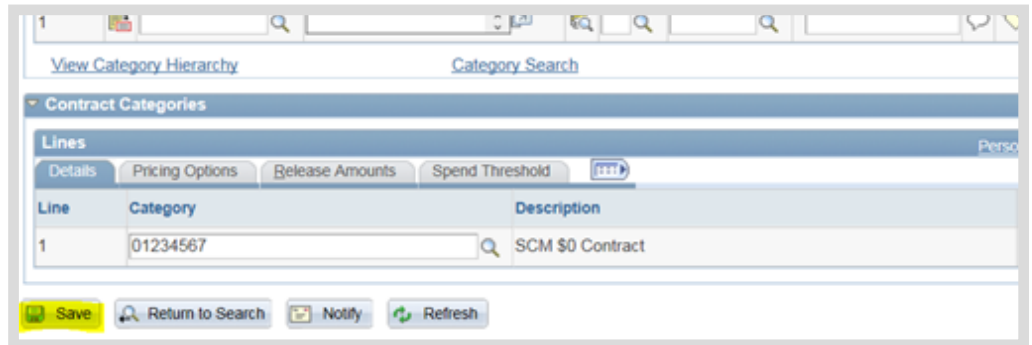 1
View Category Hierarchy Category Search
Contract Categories
Lines
Details Pricing Options Release Amounts Spend Threshold
Line Category Description
1 01234567 SCM $0 Contract
Save Return to Search Notify Refresh